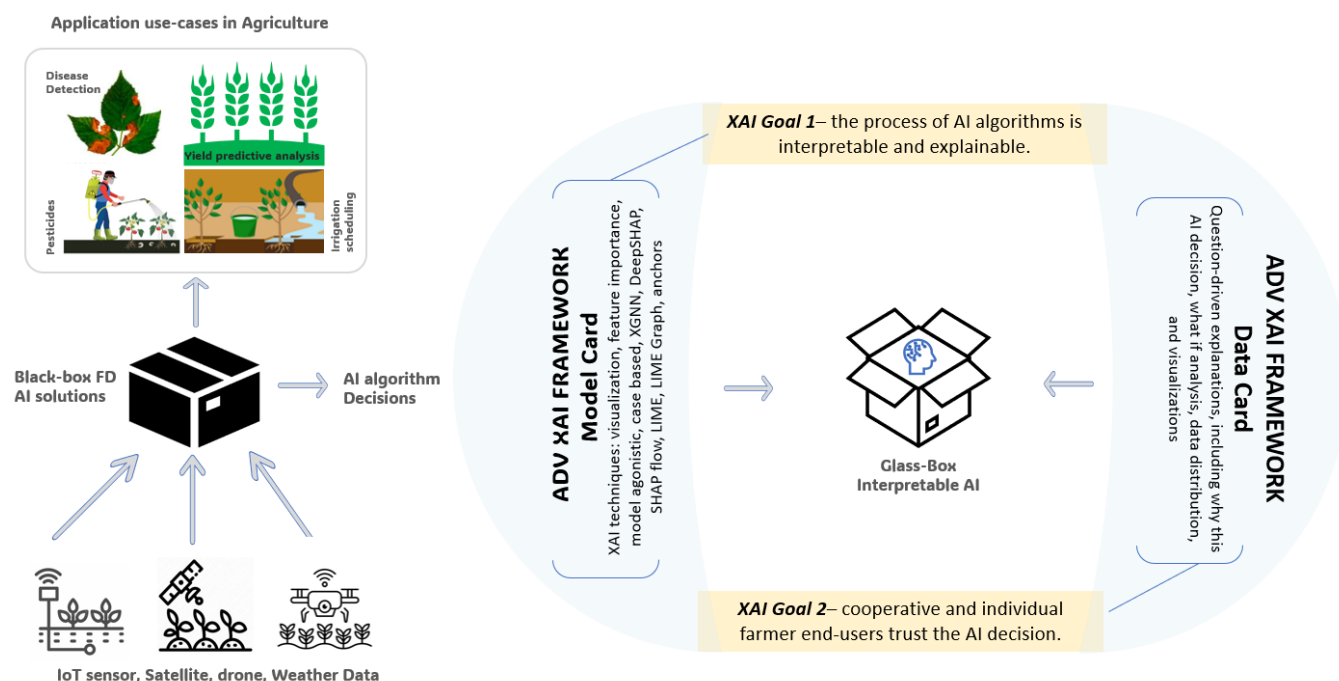 Application use-cases in Agriculture
Disease
Detection
Yield predictive analysis
Pesticides
Irrigation
scheduling
Black-box FD
AI solutions
AI algorithm
Decisions
IoT sensor, Satellite, drone, Weather Data
XAI Goal 1– the process of AI algorithms is
interpretable and explainable.
ADV XAI FRAMEWORK
Model Card
XAI techniques: visualization, feature importance,
model agonistic, case based, XGNN, DeepSHAP,
SHAP flow, LIME, LIME Graph, anchors
Glass-Box
Interpretable AI
ADV XAI FRAMEWORK
Data Card
Question-driven explanations, including why this
AI decision, what if analysis, data distribution,
and visualizations
XAI Goal 2– cooperative and individual
farmer end-users trust the AI decision.